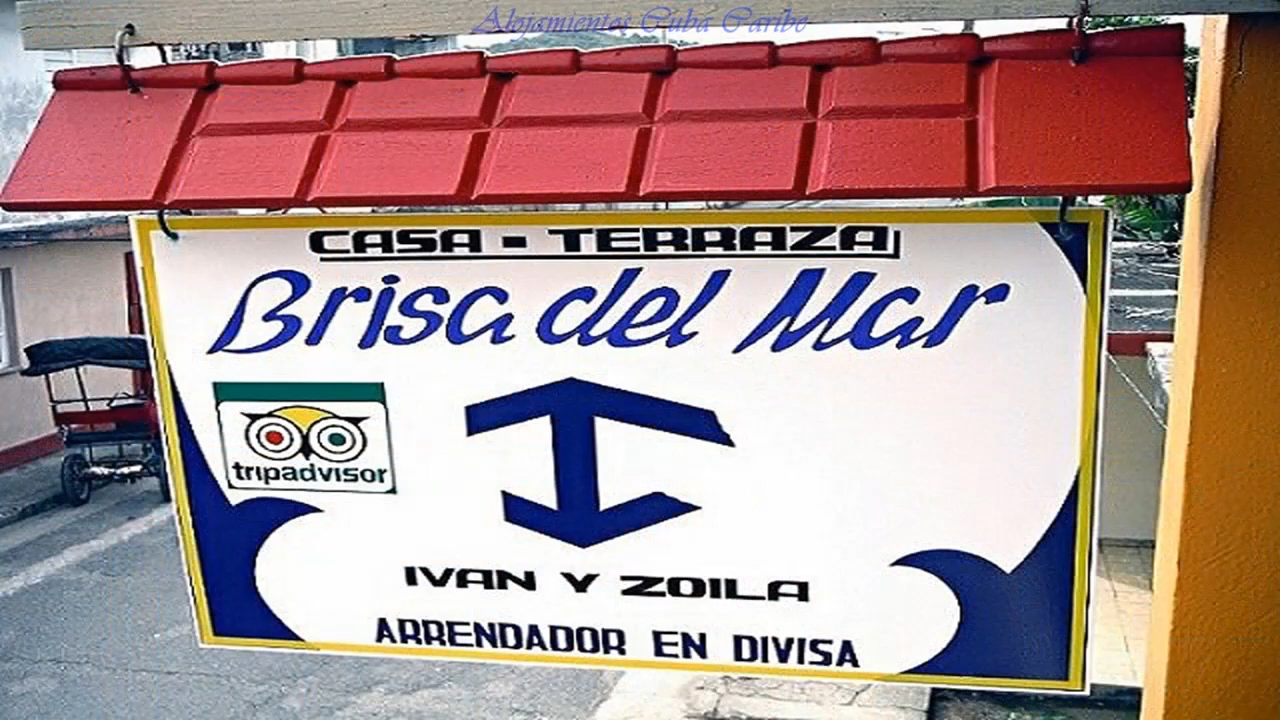 Alojamientos Cuba Caribe
CASA - TERRAZA
Brisa del Mar
tripadvisor
IVAN Y ZOILA
ARRENDADOR EN DIVISA